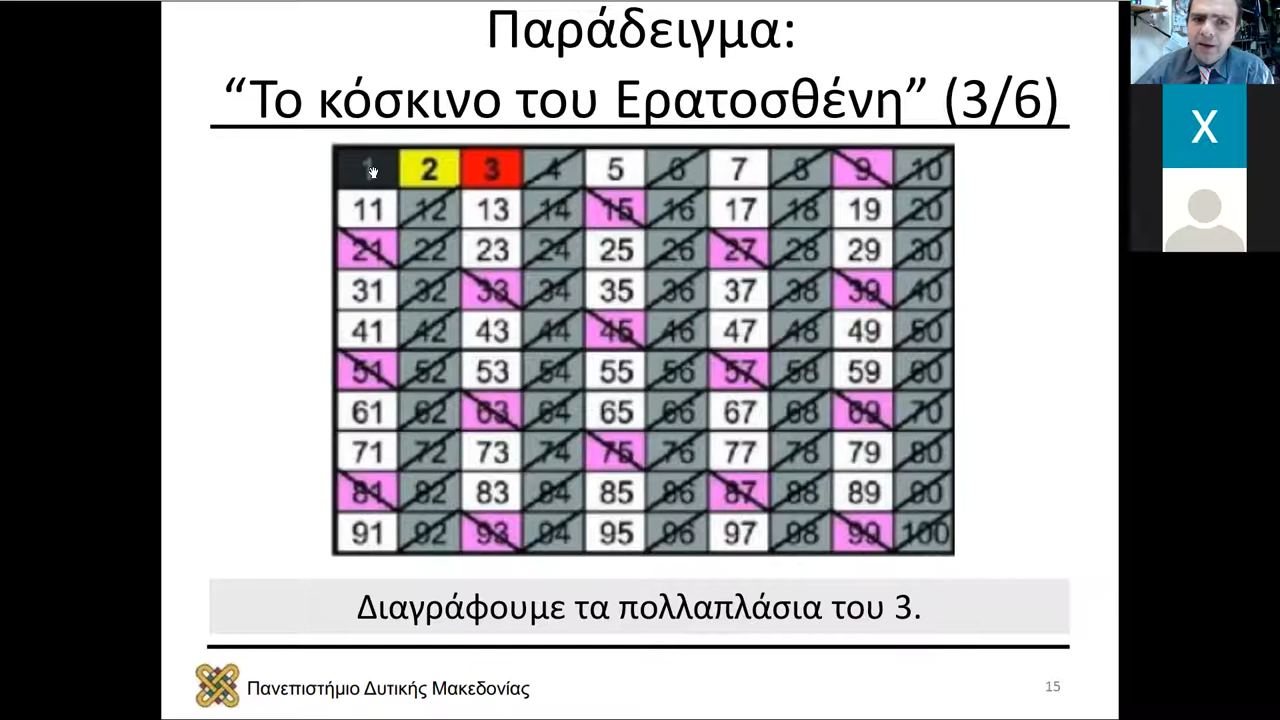 Παράδειγμα:
“Το κόσκινο του Ερατοσθένη” (3/6)
1 2 3 4 5 6 7 8 9 10
11 12 13 14 15 16 17 18 19 20
21 22 23 24 25 26 27 28 29 30
31 32 33 34 35 36 37 38 39 40
41 42 43 44 45 46 47 48 49 50
51 52 53 54 55 56 57 58 59 60
61 62 63 64 65 66 67 68 69 70
71 72 73 74 75 76 77 78 79 80
81 82 83 84 85 86 87 88 89 90
91 92 93 94 95 96 97 98 99 100
Διαγράφουμε τα πολλαπλάσια του 3.
Πανεπιστήμιο Δυτικής Μακεδονίας
15
X